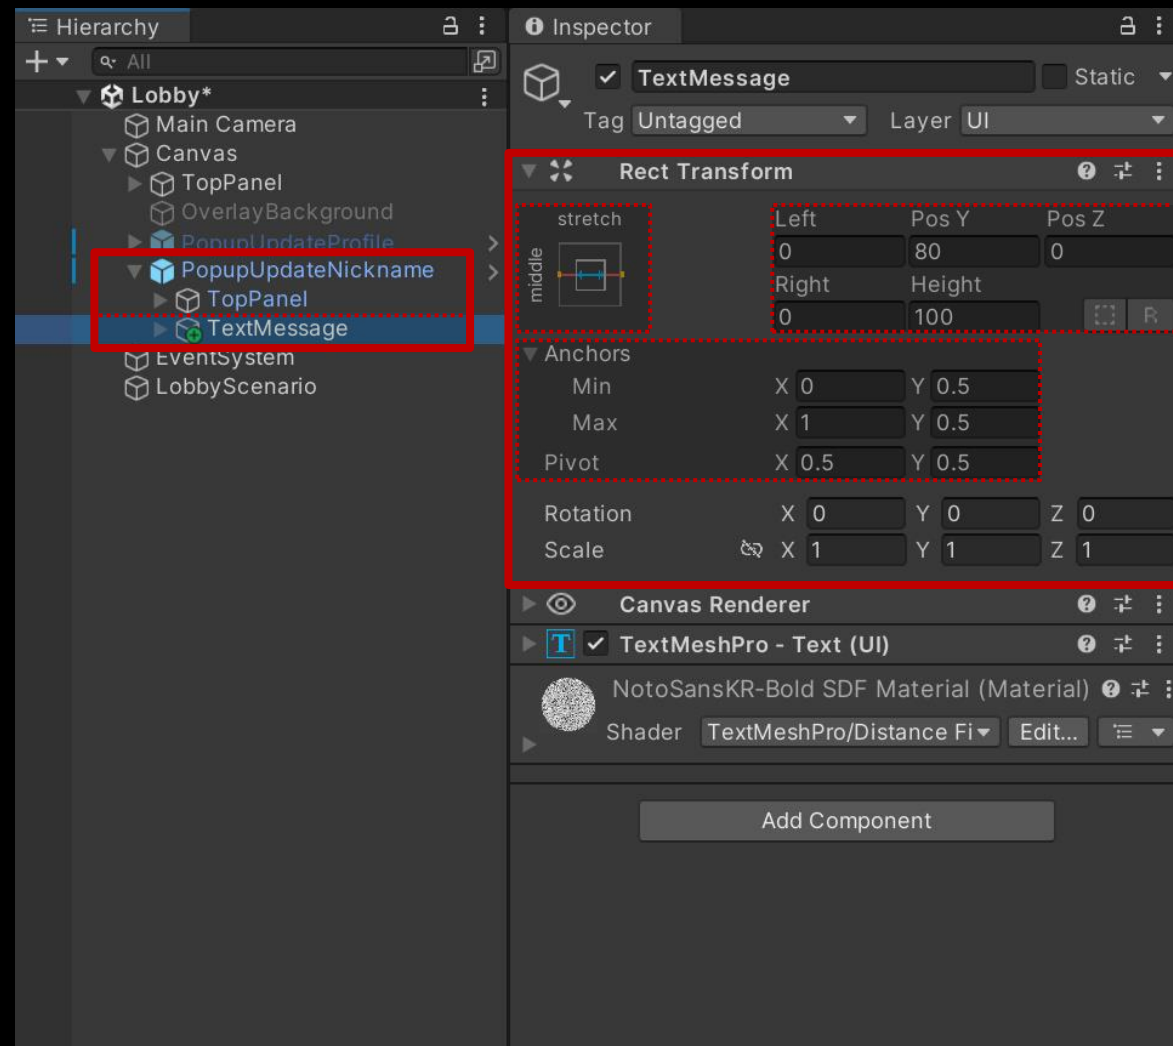 Hierarchy
All
Lobby*
Main Camera
Canvas
TopPanel
OverlayBackground
PopupUpdateProfile
PopupUpdateNickname
TopPanel
TextMessage
EventSystem
LobbyScenario
Inspector
TextMessage Static
Tag Untagged Layer UI
Rect Transform
stretch
middle
Left Pos Y Pos Z
0 80 0
Right Height
0 100 R
Anchors
Min X 0 Y 0.5
Max X 1 Y 0.5
Pivot X 0.5 Y 0.5
Rotation X 0 Y 0 Z 0
Scale X 1 Y 1 Z 1
Canvas Renderer
T TextMeshPro - Text (UI)
NotoSansKR-Bold SDF Material (Material)
Shader TextMeshPro/Distance Fi Edit...
Add Component